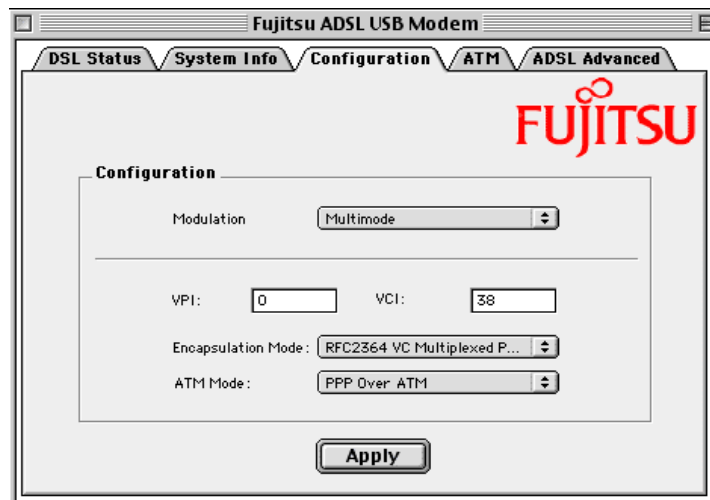 Fujitsu ADSL USB Modem
DSL Status System Info Configuration ATM ADSL Advanced
FUJITSU
Configuration
Modulation Multimode
VPI: 0 VCI: 38
Encapsulation Mode: RFC2364 VC Multiplexed P...
ATM Mode: PPP Over ATM
Apply